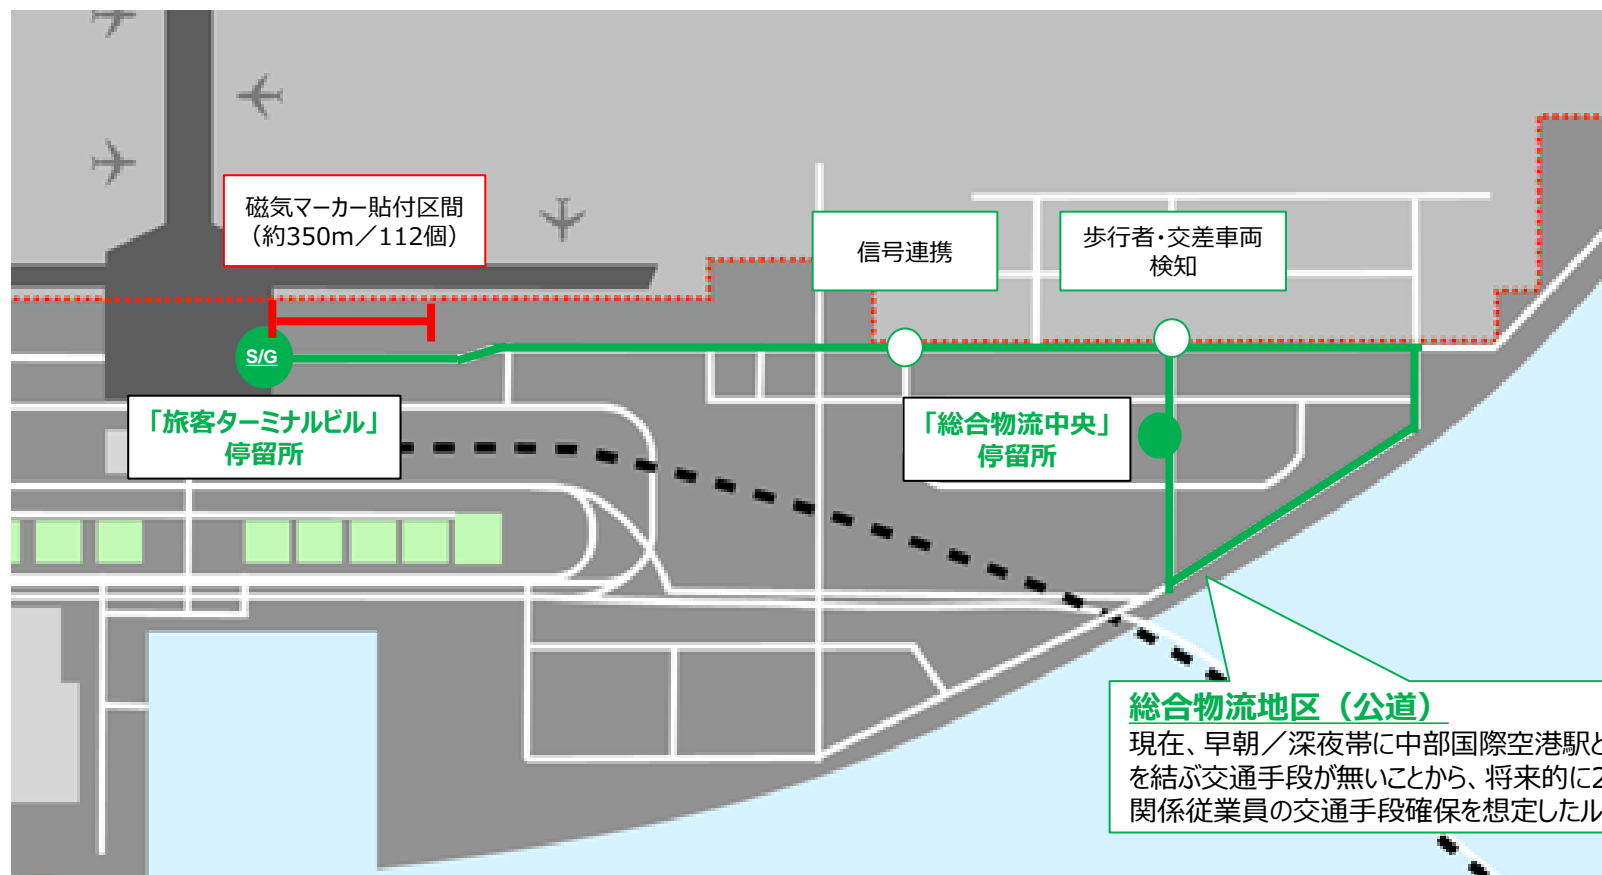 磁気マーカー貼付区間
（約350m／112個）
信号連携
歩行者・交差車両
検知
S/G
「旅客ターミナルビル」
停留所
「総合物流中央」
停留所
総合物流地区（公道）
現在、早朝／深夜帯に中部国際空港駅と
を結ぶ交通手段が無いことから、将来的に2
関係従業員の交通手段確保を想定したル